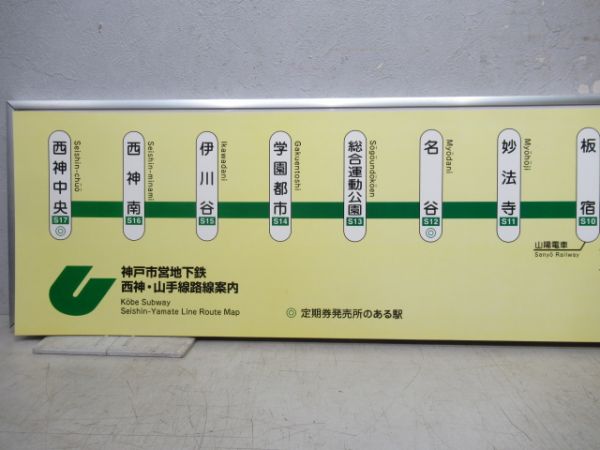 西神中央
S17
◎
Seishin-chūō
西神南
S16
Seishin-minami
伊川谷
S15
Ikawadani
学園都市
S14
Gakuentoshi
総合運動公園
S13
Sōgōundōkōen
名谷
S12
◎
Myōdani
妙法寺
S11
Myōhōji
板宿
S10
山陽電車
Sanyō Railway
神戸市営地下鉄
西神・山手線路線案内
Kōbe Subway
Seishin-Yamate Line Route Map
◎ 定期券発売所のある駅